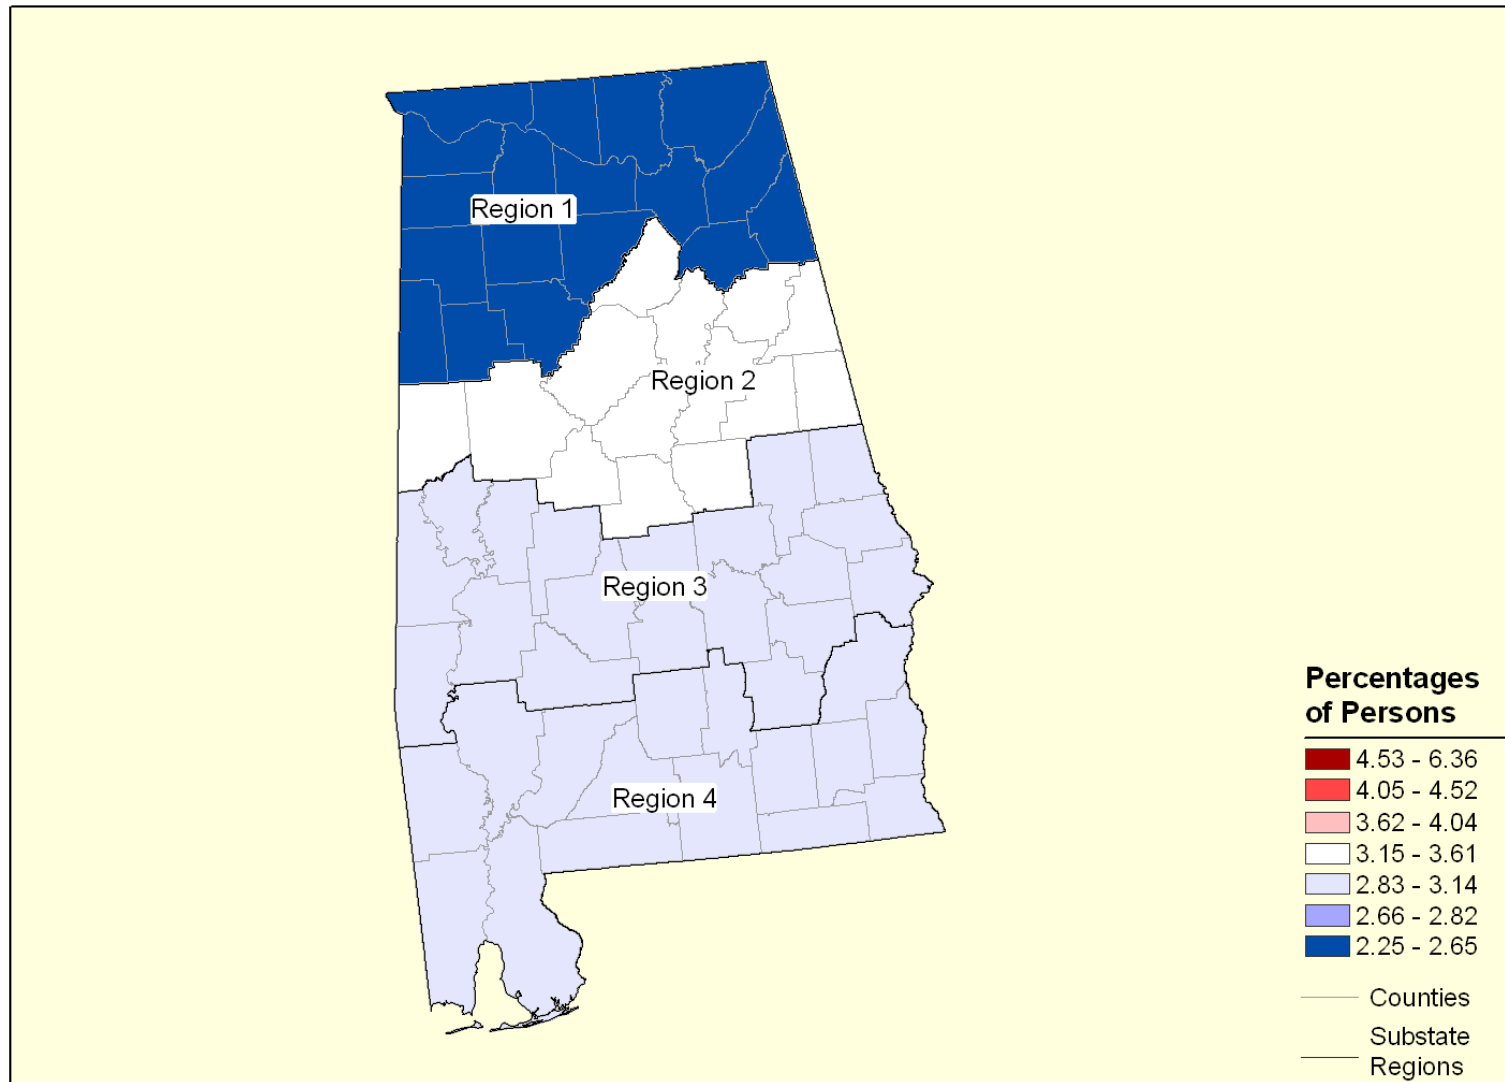 Region 1
Region 2
Region 3
Region 4
Percentages
of Persons
4.53 - 6.36
4.05 - 4.52
3.62 - 4.04
3.15 - 3.61
2.83 - 3.14
2.66 - 2.82
2.25 - 2.65
Counties
Substate
Regions